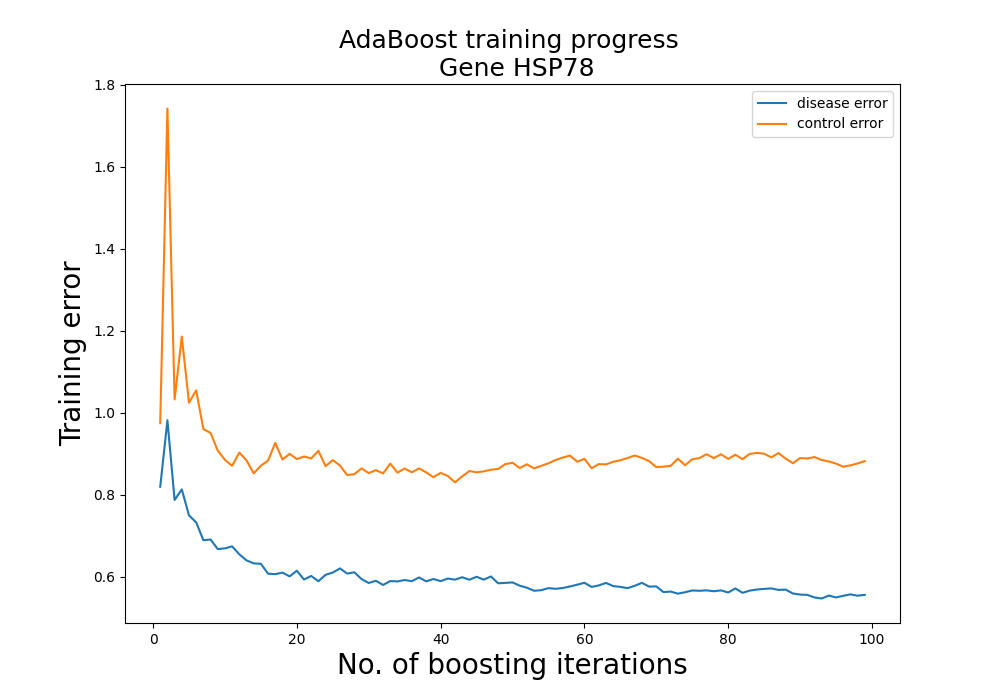 AdaBoost training progress
Gene HSP78
disease error
control error
1.8
1.6
1.4
1.2
1.0
0.8
0.6
Training error
0 20 40 60 80 100
No. of boosting iterations